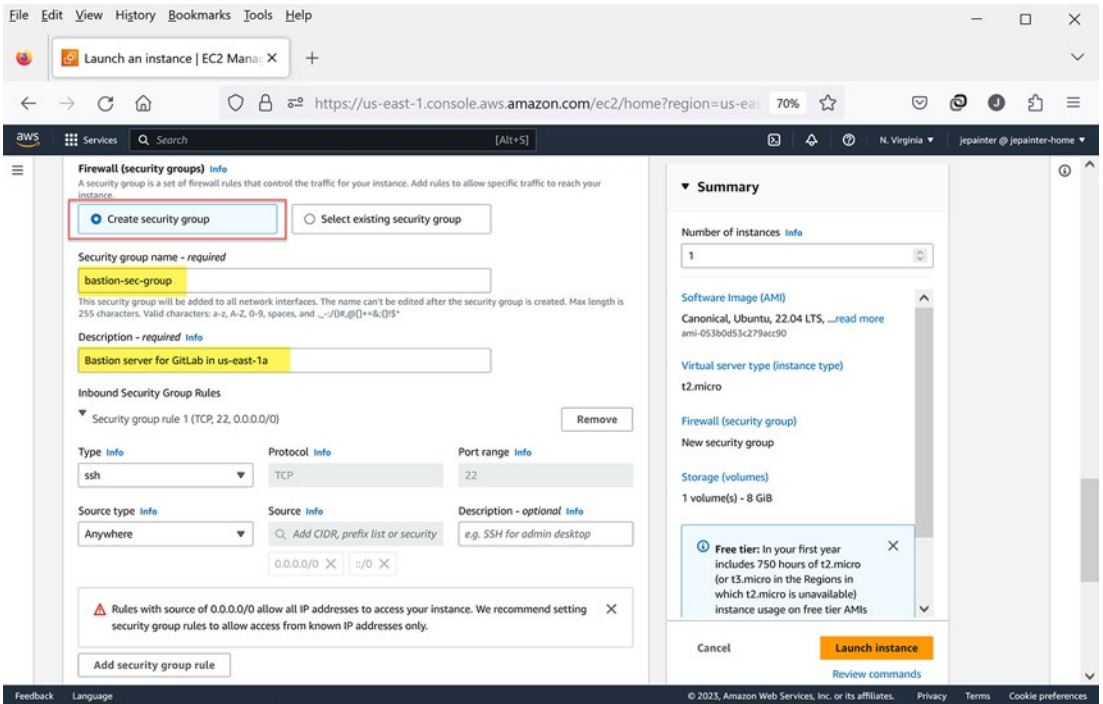 File Edit View History Bookmarks Tools Help
Launch an instance | EC2 Manag
https://us-east-1.console.aws.amazon.com/ec2/home?region=us-eas 70%
aws Services Search [Alt+S] N. Virginia jepainter @ jepainter-home
Firewall (security groups) Info
A security group is a set of firewall rules that control the traffic for your instance. Add rules to allow specific traffic to reach your
instance.
Create security group Select existing security group
Security group name - required
bastion-sec-group
This security group will be added to all network interfaces. The name can't be edited after the security group is created. Max length is
255 characters. Valid characters: a-z, A-Z, 0-9, spaces, and
Description - required Info
Bastion server for GitLab in us-east-1a
Inbound Security Group Rules
Security group rule 1 (TCP, 22, 0.0.0.0/0)
Remove
Type Info Protocol Info Port range Info
ssh TCP 22
Source type Info Source Info Description - optional Info
Anywhere Add CIDR, prefix list or security e.g. SSH for admin desktop
0.0.0.0/0 ::/0
Rules with source of 0.0.0.0/0 allow all IP addresses to access your instance. We recommend setting
security group rules to allow access from known IP addresses only.
Add security group rule
Summary
Number of instances Info
1
Software Image (AMI)
Canonical, Ubuntu, 22.04 LTS, ...read more
ami-053b0d53c279acc90
Virtual server type (instance type)
t2.micro
Firewall (security group)
New security group
Storage (volumes)
1 volume(s) - 8 GiB
Free tier: In your first year
includes 750 hours of t2.micro
(or t3.micro in the Regions in
which t2.micro is unavailable)
instance usage on free tier AMIs
Cancel Launch instance
Review commands
Feedback Language © 2023, Amazon Web Services, Inc. or its affiliates. Privacy Terms Cookie preferences